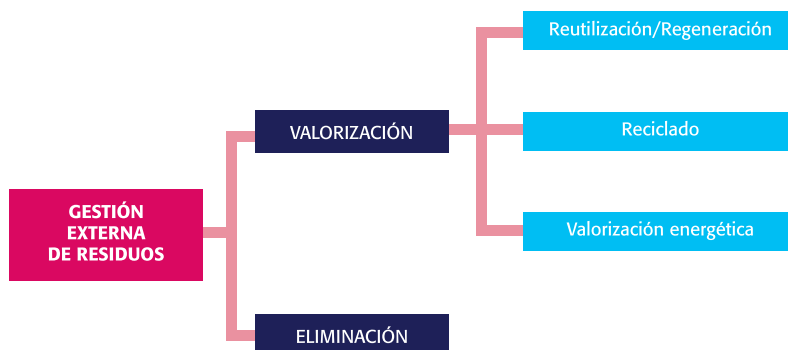 GESTIÓN
EXTERNA
DE RESIDUOS
VALORIZACIÓN
Reutilización/Regeneración
Reciclado
Valorización energética
ELIMINACIÓN